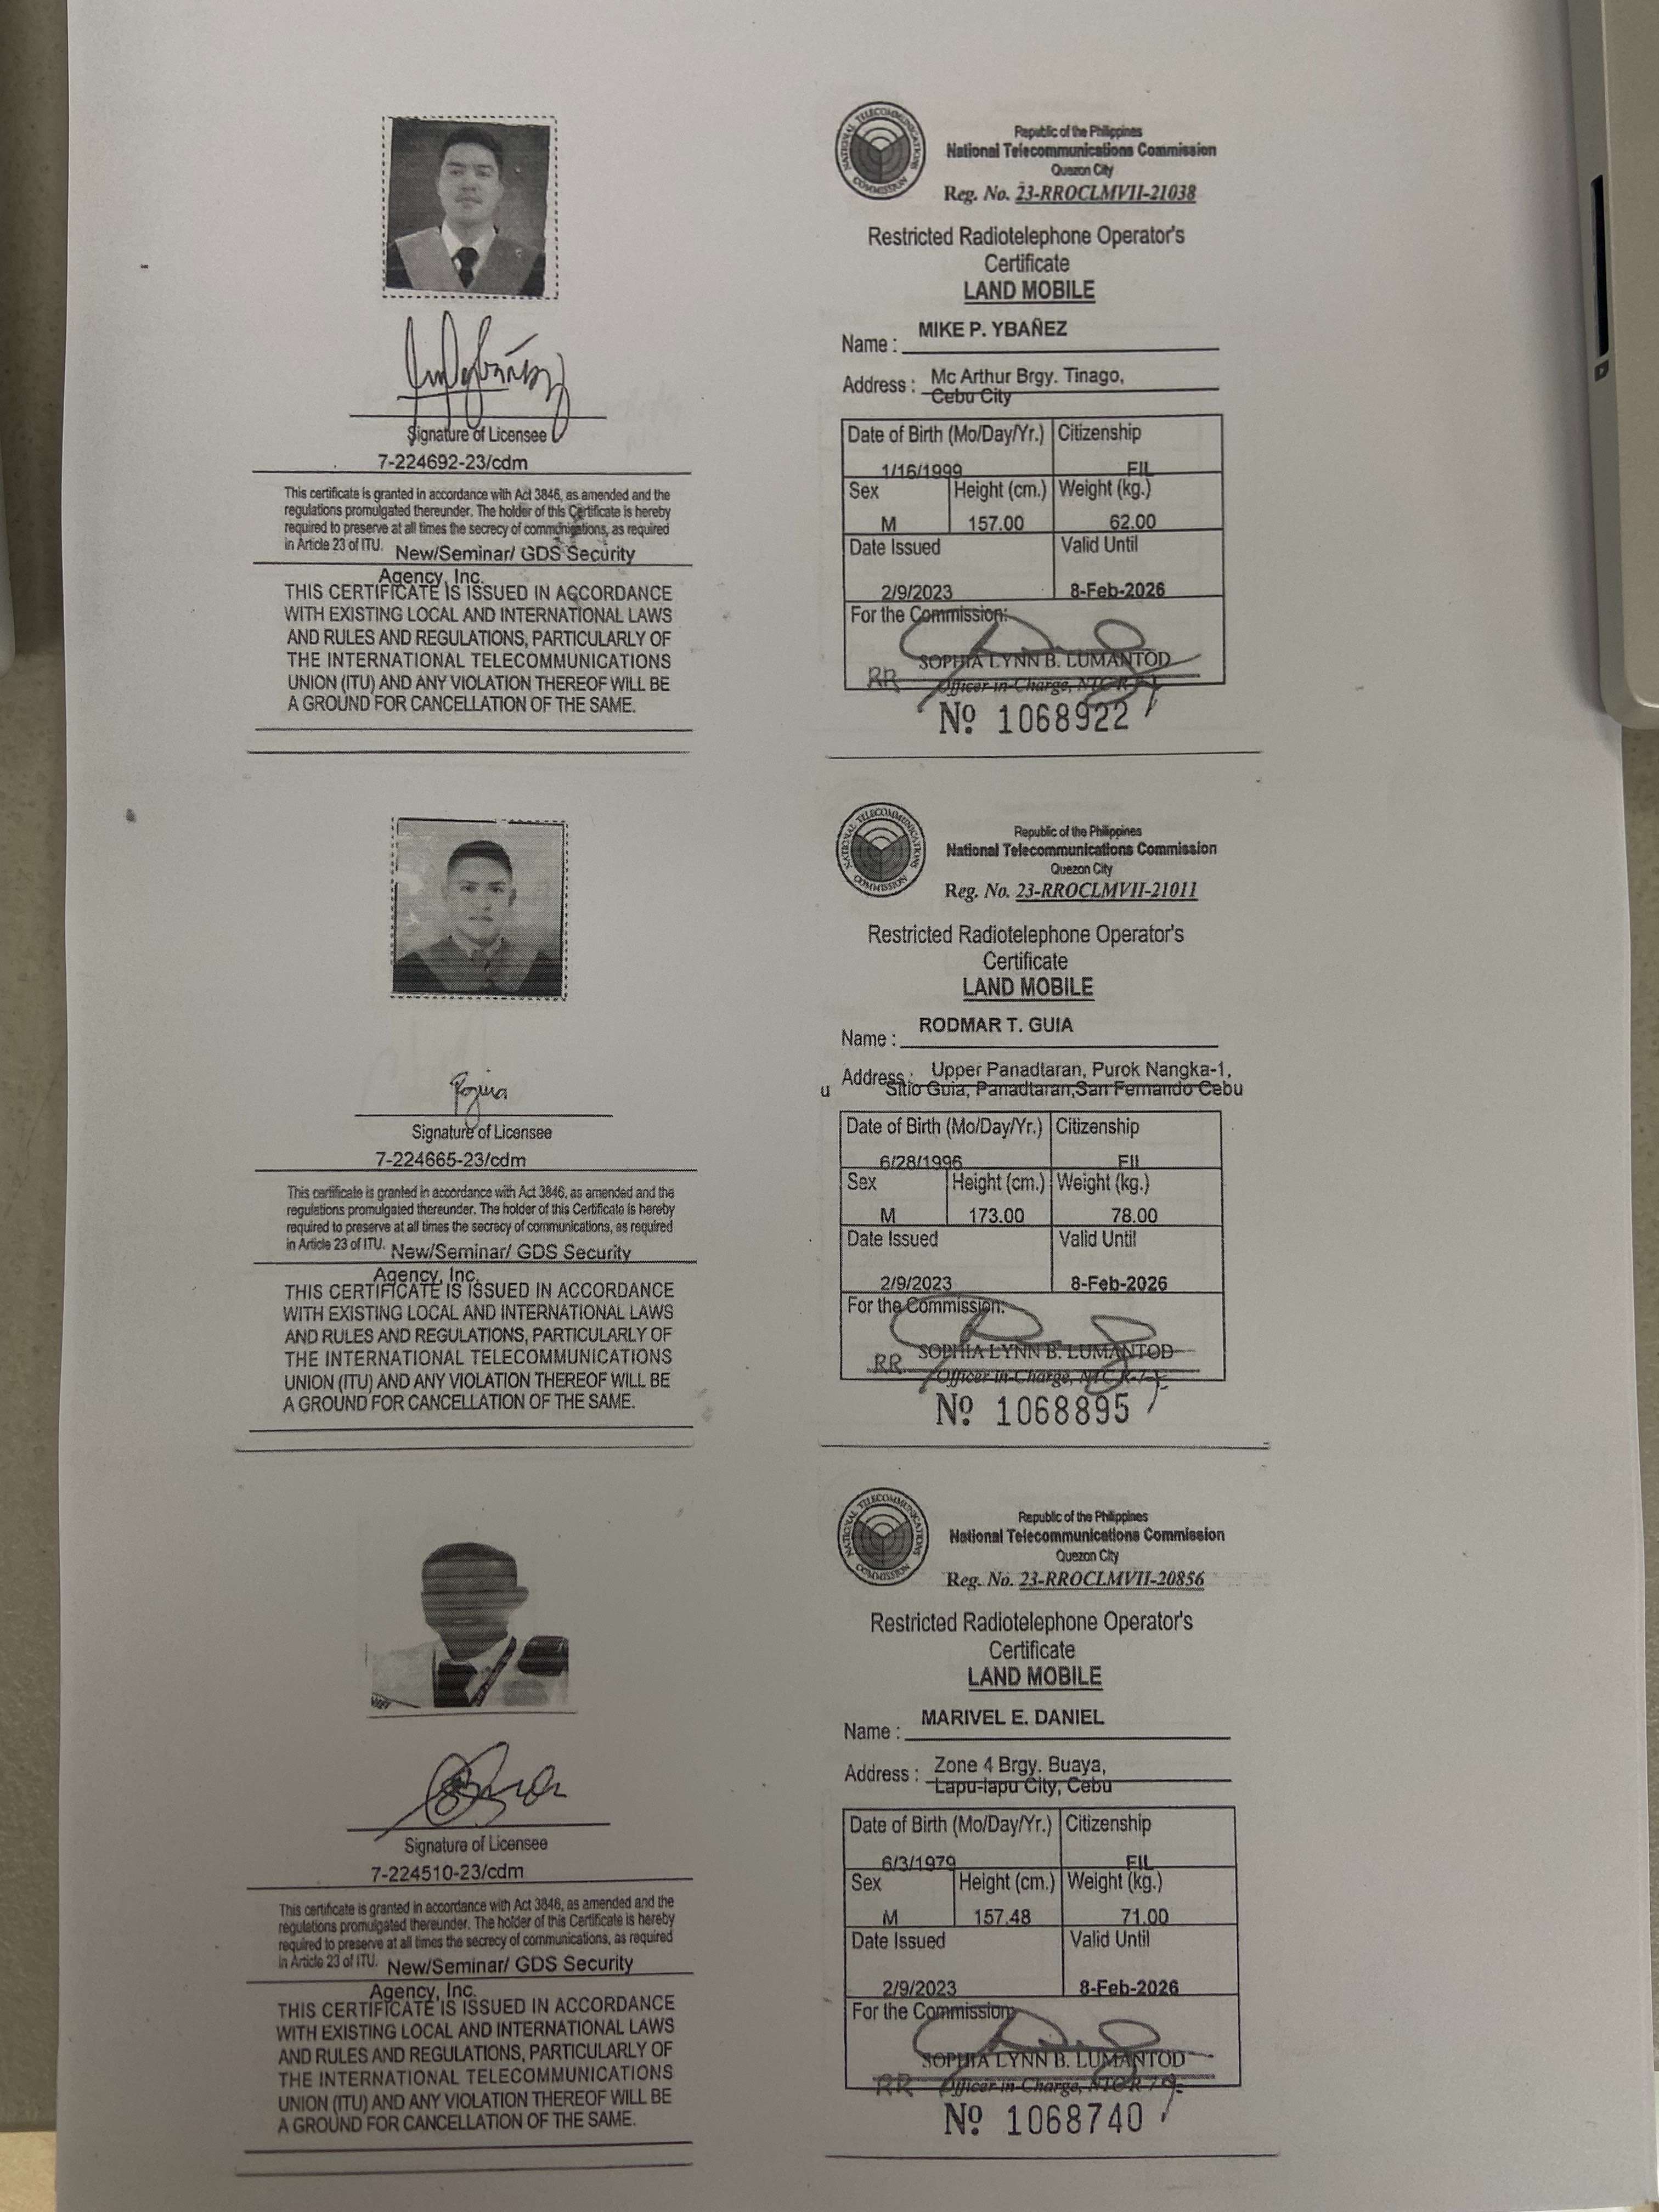 NATIONAL TELECOMMUNICATIONS COMMISSION
Republic of the Philippines
National Telecommunications Commission
Quezon City
Reg. No. 23-RROCLMVII-21038
Restricted Radiotelephone Operator's
Certificate
LAND MOBILE
Name : MIKE P. YBAÑEZ
Address : Mc Arthur Brgy. Tinago,
Cebu City
Date of Birth (Mo/Day/Yr.) Citizenship
1/16/1999 FIL
Sex Height (cm.) Weight (kg.)
M 157.00 62.00
Date Issued Valid Until
2/9/2023 8-Feb-2026
For the Commission:
SOPHIA LYNN B. LUMANTOD
RR Officer-in-Charge, NTC R-7
Nº 1068922
Signature of Licensee
7-224692-23/cdm
This certificate is granted in accordance with Act 3846, as amended and the
regulations promulgated thereunder. The holder of this Certificate is hereby
required to preserve at all times the secrecy of communications, as required
in Article 23 of ITU. New/Seminar/ GDS Security
Agency, Inc.
THIS CERTIFICATE IS ISSUED IN ACCORDANCE
WITH EXISTING LOCAL AND INTERNATIONAL LAWS
AND RULES AND REGULATIONS, PARTICULARLY OF
THE INTERNATIONAL TELECOMMUNICATIONS
UNION (ITU) AND ANY VIOLATION THEREOF WILL BE
A GROUND FOR CANCELLATION OF THE SAME.
NATIONAL TELECOMMUNICATIONS COMMISSION
Republic of the Philippines
National Telecommunications Commission
Quezon City
Reg. No. 23-RROCLMVII-21011
Restricted Radiotelephone Operator's
Certificate
LAND MOBILE
Name : RODMAR T. GUIA
Address : Upper Panadtaran, Purok Nangka-1,
u Sitio Guia, Panadtaran,San Fernando Cebu
Date of Birth (Mo/Day/Yr.) Citizenship
6/28/1996 FIL
Sex Height (cm.) Weight (kg.)
M 173.00 78.00
Date Issued Valid Until
2/9/2023 8-Feb-2026
For the Commission:
SOPHIA LYNN B. LUMANTOD
RR Officer-in-Charge, NTC R-7
Nº 1068895
Signature of Licensee
7-224665-23/cdm
This certificate is granted in accordance with Act 3846, as amended and the
regulations promulgated thereunder. The holder of this Certificate is hereby
required to preserve at all times the secrecy of communications, as required
in Article 23 of ITU. New/Seminar/ GDS Security
Agency, Inc.
THIS CERTIFICATE IS ISSUED IN ACCORDANCE
WITH EXISTING LOCAL AND INTERNATIONAL LAWS
AND RULES AND REGULATIONS, PARTICULARLY OF
THE INTERNATIONAL TELECOMMUNICATIONS
UNION (ITU) AND ANY VIOLATION THEREOF WILL BE
A GROUND FOR CANCELLATION OF THE SAME.
NATIONAL TELECOMMUNICATIONS COMMISSION
Republic of the Philippines
National Telecommunications Commission
Quezon City
Reg. No. 23-RROCLMVII-20856
Restricted Radiotelephone Operator's
Certificate
LAND MOBILE
Name : MARIVEL E. DANIEL
Address : Zone 4 Brgy. Buaya,
Lapu-lapu City, Cebu
Date of Birth (Mo/Day/Yr.) Citizenship
6/3/1979 FIL
Sex Height (cm.) Weight (kg.)
M 157.48 71.00
Date Issued Valid Until
2/9/2023 8-Feb-2026
For the Commission:
SOPHIA LYNN B. LUMANTOD
RR Officer-in-Charge, NTC R-7
Nº 1068740
Signature of Licensee
7-224510-23/cdm
This certificate is granted in accordance with Act 3846, as amended and the
regulations promulgated thereunder. The holder of this Certificate is hereby
required to preserve at all times the secrecy of communications, as required
in Article 23 of ITU. New/Seminar/ GDS Security
Agency, Inc.
THIS CERTIFICATE IS ISSUED IN ACCORDANCE
WITH EXISTING LOCAL AND INTERNATIONAL LAWS
AND RULES AND REGULATIONS, PARTICULARLY OF
THE INTERNATIONAL TELECOMMUNICATIONS
UNION (ITU) AND ANY VIOLATION THEREOF WILL BE
A GROUND FOR CANCELLATION OF THE SAME.